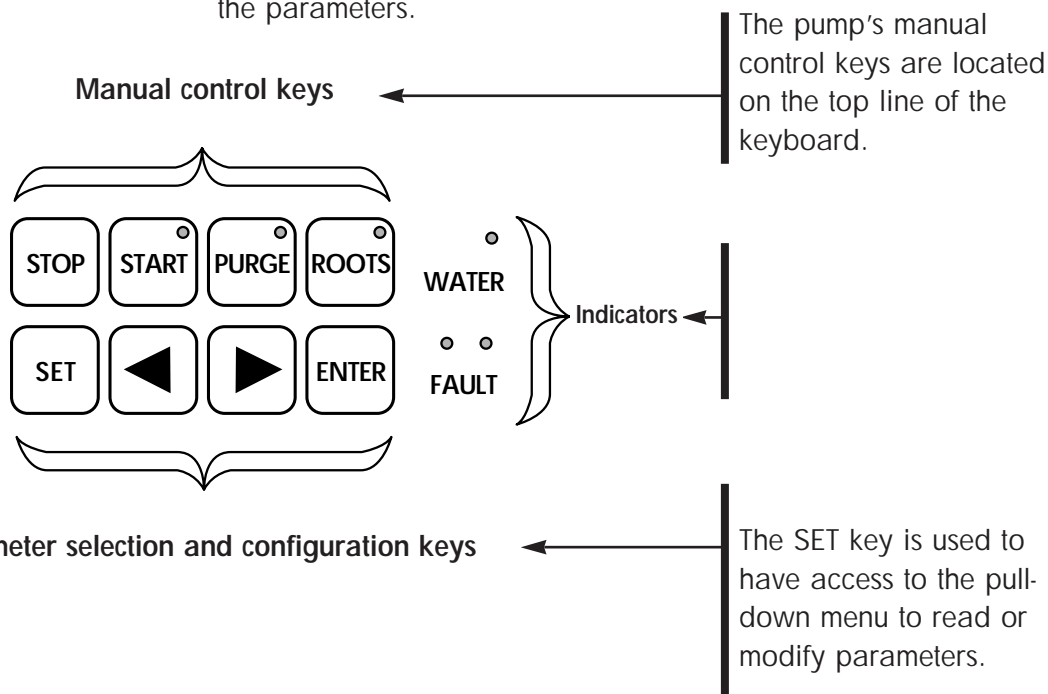 the parameters.
The pump's manual
control keys are located
on the top line of the
keyboard.
Manual control keys
STOP START PURGE ROOTS
WATER
Indicators
SET ENTER
FAULT
selection and configuration keys
The SET key is used to
have access to the pull-
down menu to read or
modify parameters.